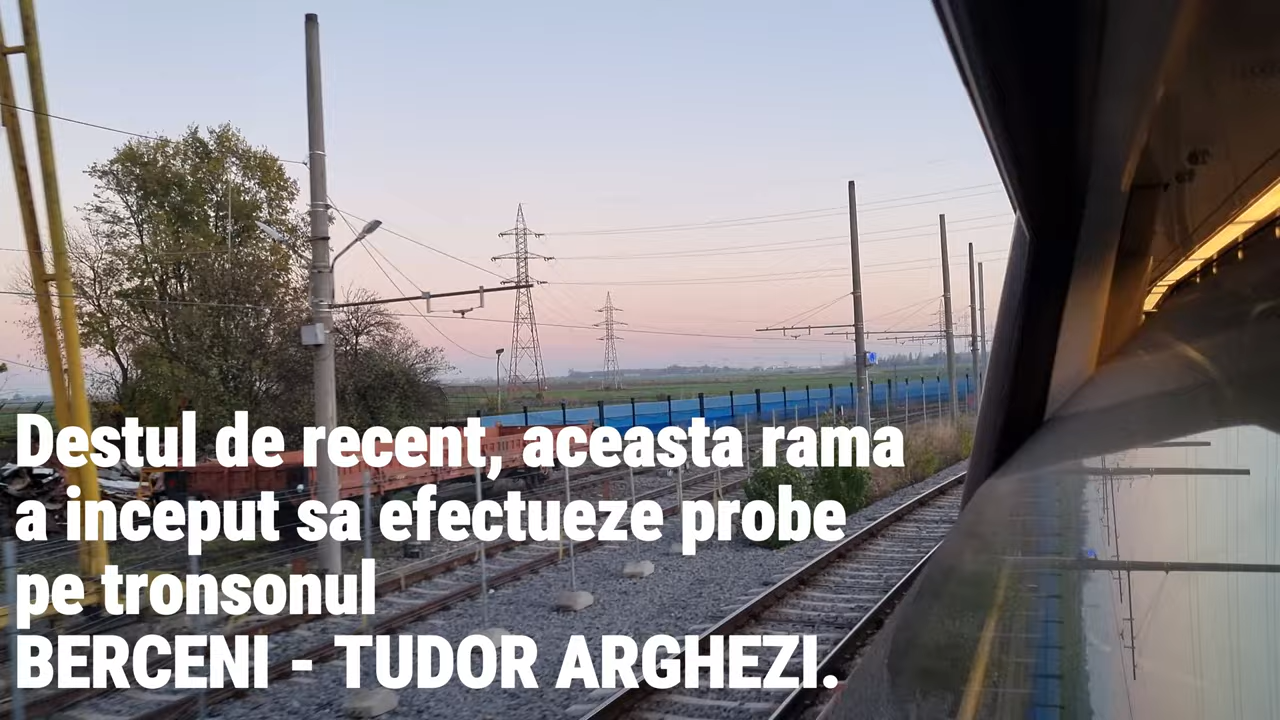 Destul de recent, aceasta rama
a inceput sa efectueze probe
pe tronsonul
BERCENI - TUDOR ARGHEZI.